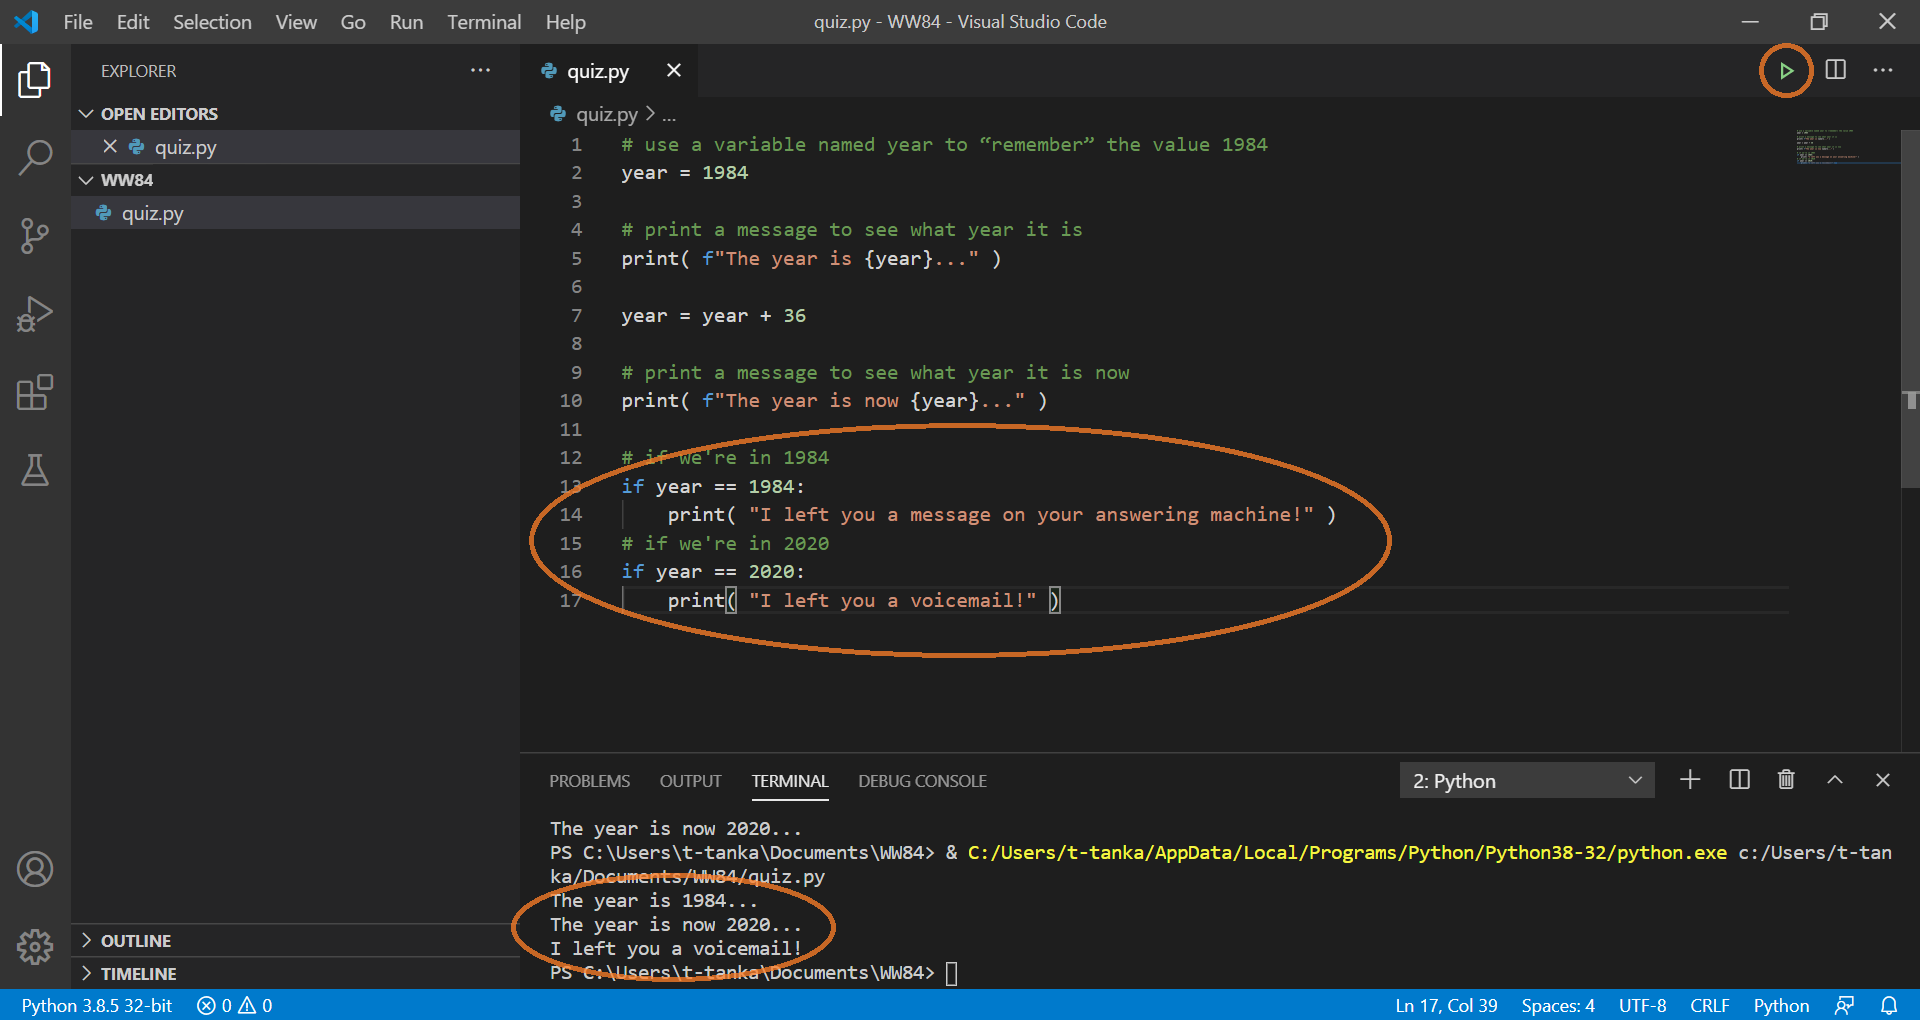 File Edit Selection View Go Run Terminal Help quiz.py - WW84 - Visual Studio Code
EXPLORER
OPEN EDITORS
quiz.py
WW84
quiz.py
OUTLINE
TIMELINE
quiz.py
quiz.py > ...
1 # use a variable named year to “remember” the value 1984
2 year = 1984
3
4 # print a message to see what year it is
5 print( f"The year is {year}..." )
6
7 year = year + 36
8
9 # print a message to see what year it is now
10 print( f"The year is now {year}..." )
11
12 # if we're in 1984
13 if year == 1984:
14     print( "I left you a message on your answering machine!" )
15 # if we're in 2020
16 if year == 2020:
17     print( "I left you a voicemail!" )
PROBLEMS OUTPUT TERMINAL DEBUG CONSOLE 2: Python
The year is now 2020...
PS C:\Users\t-tanka\Documents\WW84> & C:/Users/t-tanka/AppData/Local/Programs/Python/Python38-32/python.exe c:/Users/t-tan
ka/Documents/WW84/quiz.py
The year is 1984...
The year is now 2020...
I left you a voicemail!
PS C:\Users\t-tanka\Documents\WW84>
Python 3.8.5 32-bit 0 0 Ln 17, Col 39 Spaces: 4 UTF-8 CRLF Python